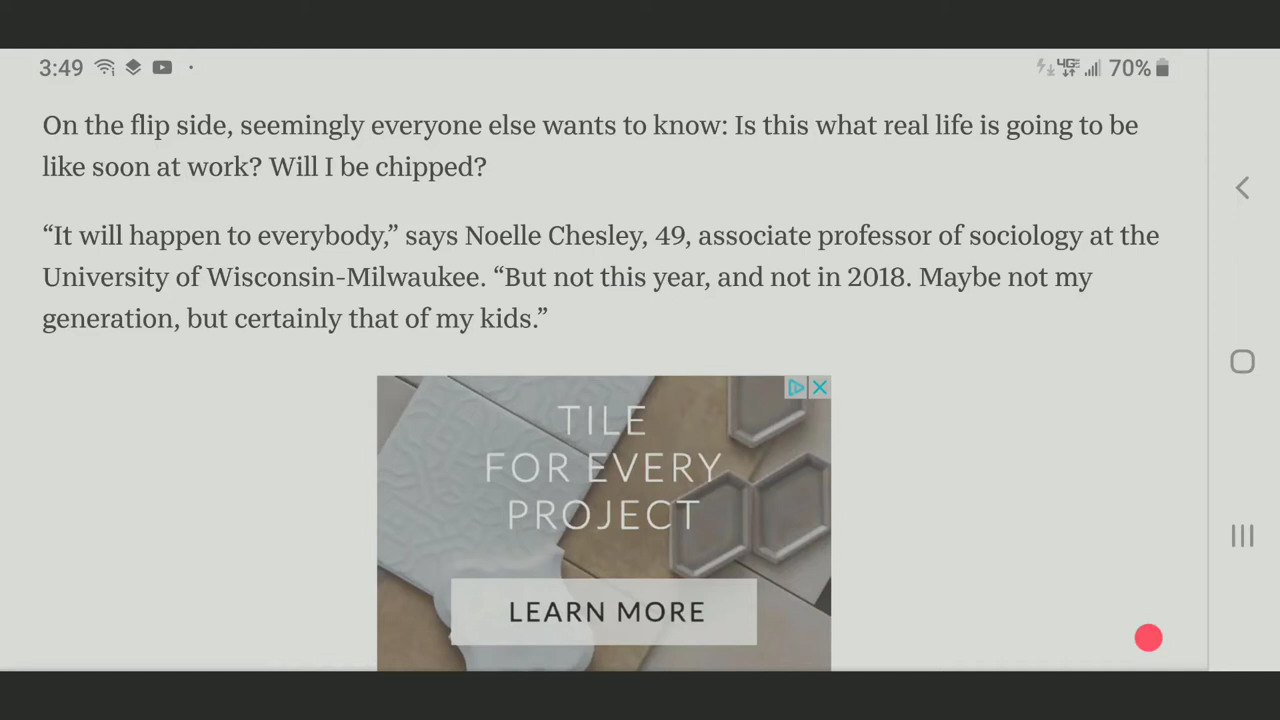 3:49
4GE 70%
On the flip side, seemingly everyone else wants to know: Is this what real life is going to be
like soon at work? Will I be chipped?
“It will happen to everybody,” says Noelle Chesley, 49, associate professor of sociology at the
University of Wisconsin-Milwaukee. “But not this year, and not in 2018. Maybe not my
generation, but certainly that of my kids.”
TILE
FOR EVERY
PROJECT
LEARN MORE